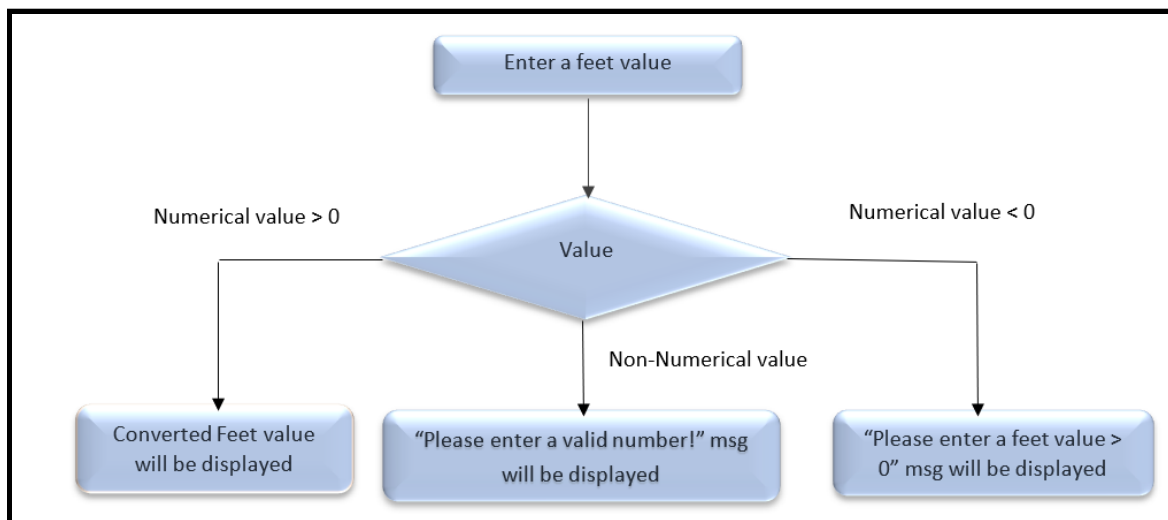 Enter a feet value
Numerical value > 0
Numerical value < 0
Value
Non-Numerical value
Converted Feet value
will be displayed
“Please enter a valid number!” msg
will be displayed
“Please enter a feet value >
0” msg will be displayed